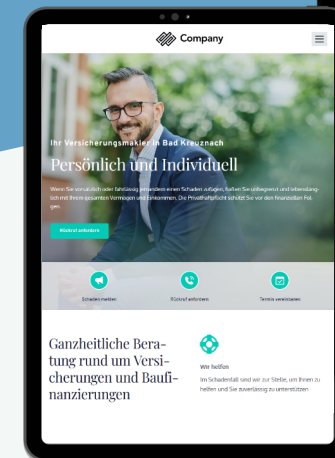 Company
Ihr Versicherungsmakler in Bad Kreuznach
Persönlich und Individuell
Wenn Sie vorsätzlich oder fahrlässig jemandem einen Schaden zufügen, haften Sie unbegrenzt und lebensläng-
lich mit Ihrem gesamten Vermögen und Einkommen. Die Privathaftpflicht schützt Sie vor den finanziellen Fol-
gen.
Rückruf anfordern
Schaden melden
Rückruf anfordern
Termin vereinbaren
Ganzheitliche Bera-
tung rund um Versi-
cherungen und Baufi-
nanzierungen
Wir helfen
Im Schadenfall sind wir zur Stelle, um Ihnen zu
helfen und Sie zuverlässig zu unterstützen